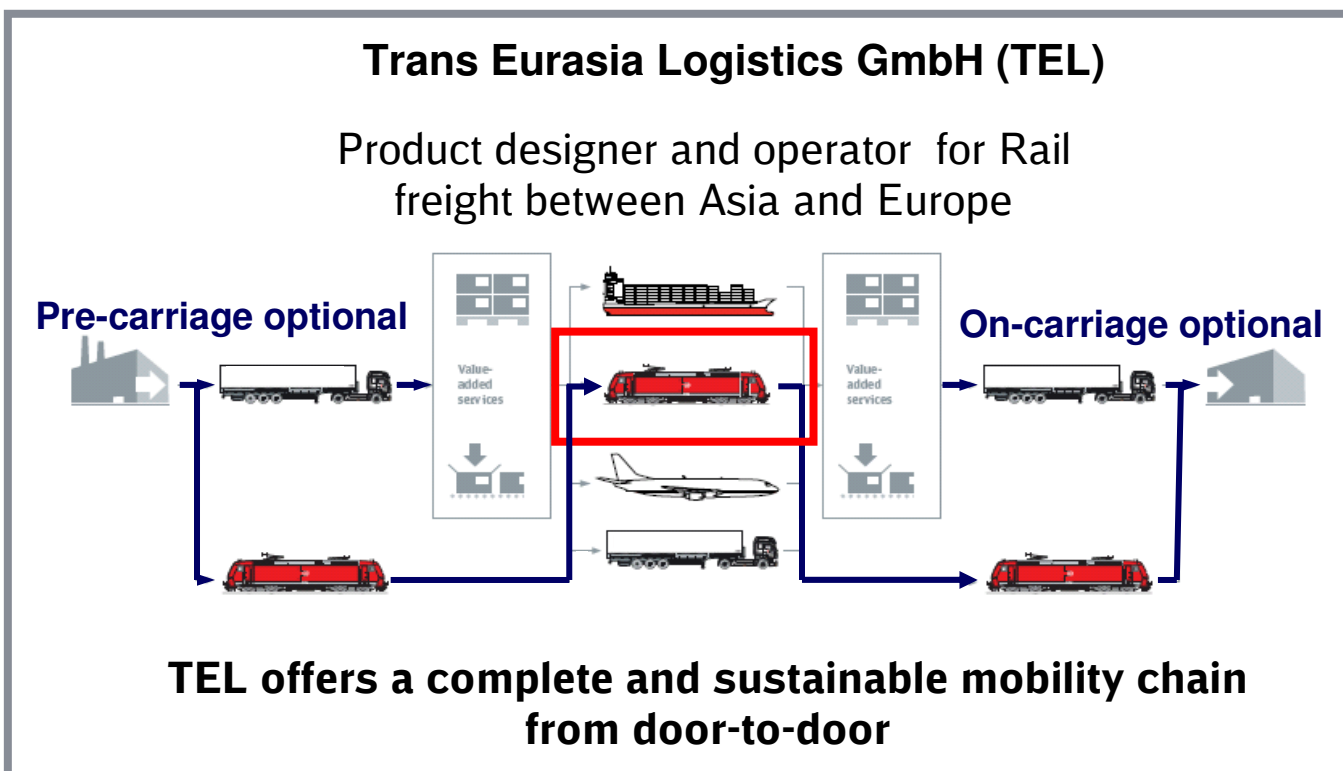 Trans Eurasia Logistics GmbH (TEL)
Product designer and operator  for Rail
freight between Asia and Europe
Pre-carriage optional
On-carriage optional
Value-
added
services
Value-
added
services
TEL offers a complete and sustainable mobility chain
from door-to-door